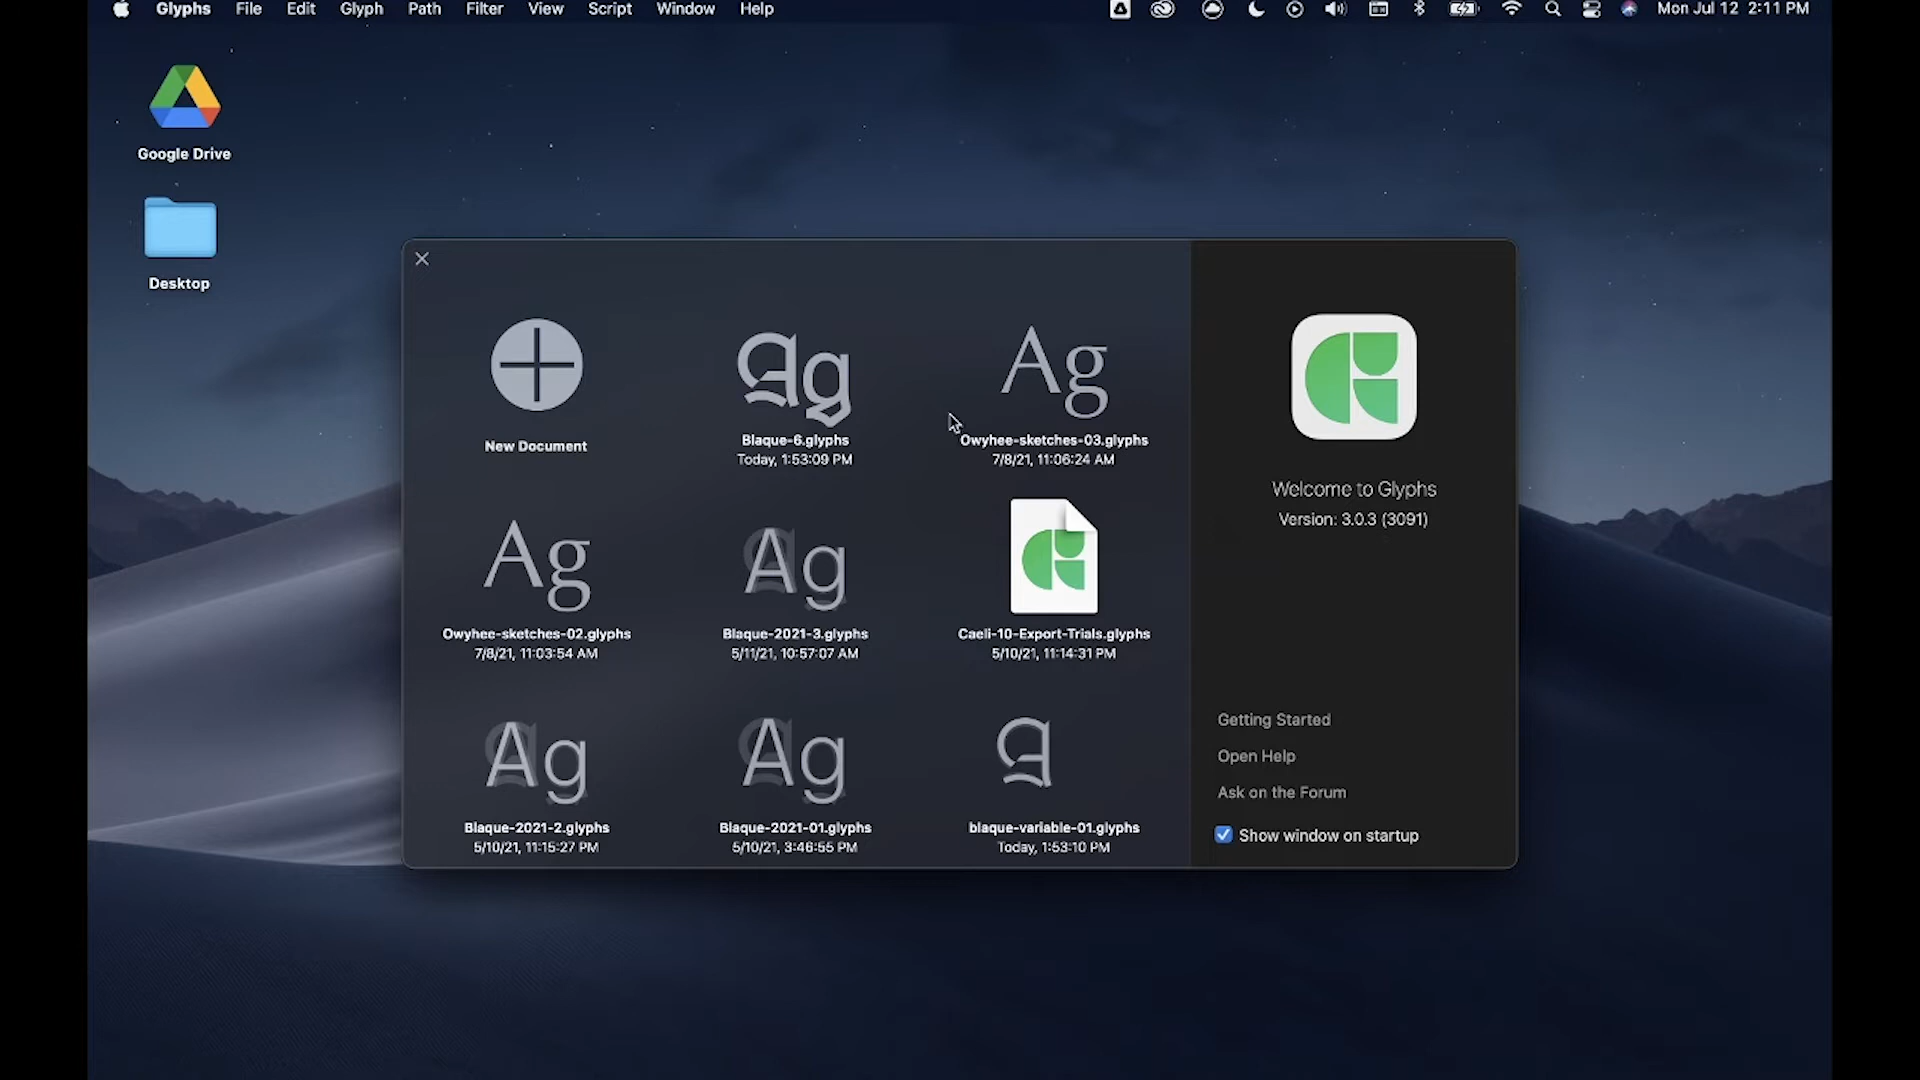 Glyphs File Edit Glyph Path Filter View Script Window Help Mon Jul 12 2:11 PM
Google Drive
Desktop
Ag Ag
New Document
Blaque-6.glyphs Owyhee-sketches-03.glyphs
Today, 1:53:09 PM 7/8/21, 11:06:24 AM
Ag Ag
Owyhee-sketches-02.glyphs Blaque-2021-3.glyphs Caeli-10-Export-Trials.glyphs
7/8/21, 11:03:54 AM 5/11/21, 10:57:07 AM 5/10/21, 11:14:31 PM
Ag Ag A
Blaque-2021-2.glyphs Blaque-2021-01.glyphs blaque-variable-01.glyphs
5/10/21, 11:15:27 PM 5/10/21, 3:46:55 PM Today, 1:53:10 PM
Welcome to Glyphs
Version: 3.0.3 (3091)
Getting Started
Open Help
Ask on the Forum
Show window on startup